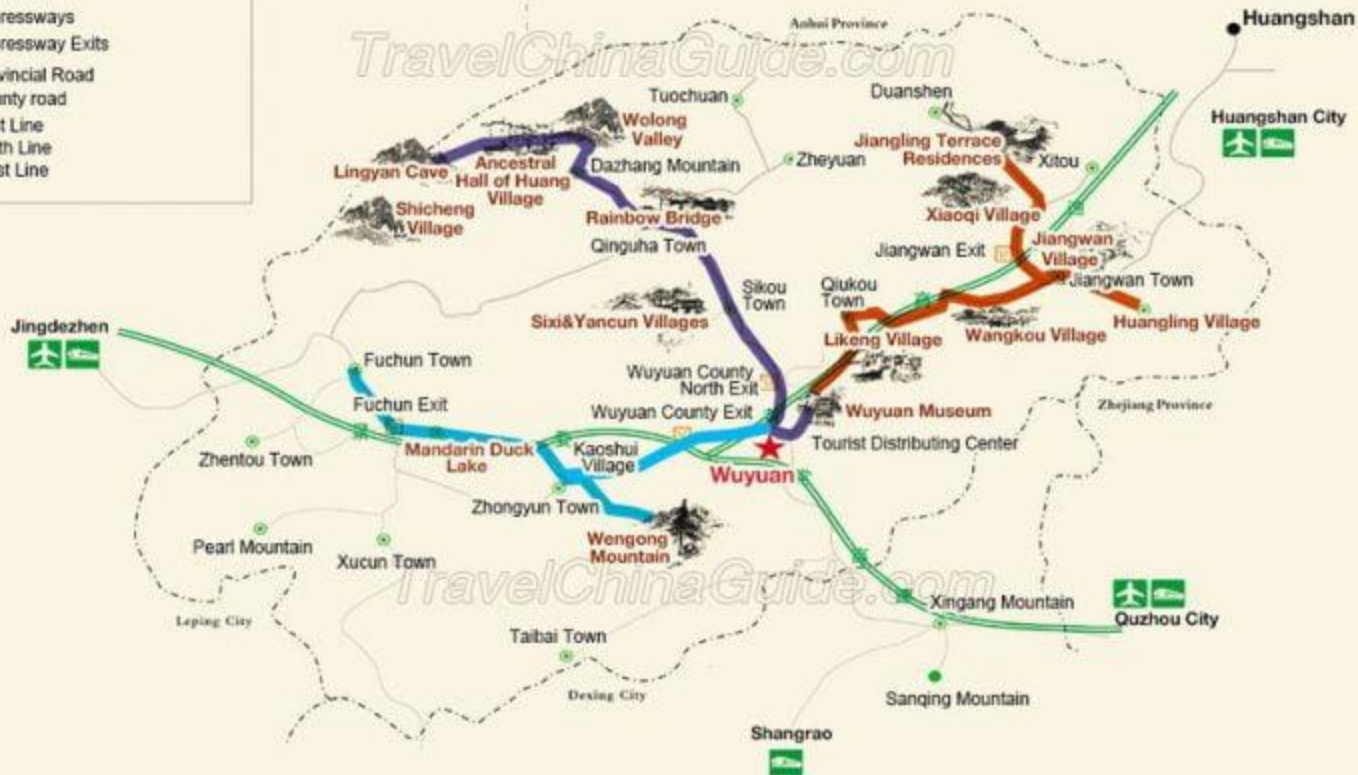 ressways
ressway Exits
vincial Road
nty road
t Line
th Line
st Line
Anhui Province
Huangshan
TravelChinaGuide.com
Tuochuan
Duanshen
Huangshan City
Wolong
Valley
Jiangling Terrace
Residences
Xitou
Lingyan Cave
Ancestral
Hall of Huang
Village
Dazhang Mountain
Zheyuan
Shicheng
Village
Rainbow Bridge
Xiaoqi Village
Qinguha Town
Jiangwan Exit
Jiangwan
Village
Jiangwan Town
Sikou
Town
Qiukou
Town
Sixi&Yancun Villages
Likeng Village
Wangkou Village
Huangling Village
Jingdezhen
Fuchun Town
Wuyuan County
North Exit
Zhejiang Province
Fuchun Exit
Wuyuan County Exit
Wuyuan Museum
Zhentou Town
Mandarin Duck
Lake
Kaoshui
Village
Tourist Distributing Center
Wuyuan
Zhongyun Town
Pearl Mountain
Xucun Town
Wengong
Mountain
TravelChinaGuide.com
Xingang Mountain
Quzhou City
Leping City
Taibai Town
Dexing City
Sanqing Mountain
Shangrao